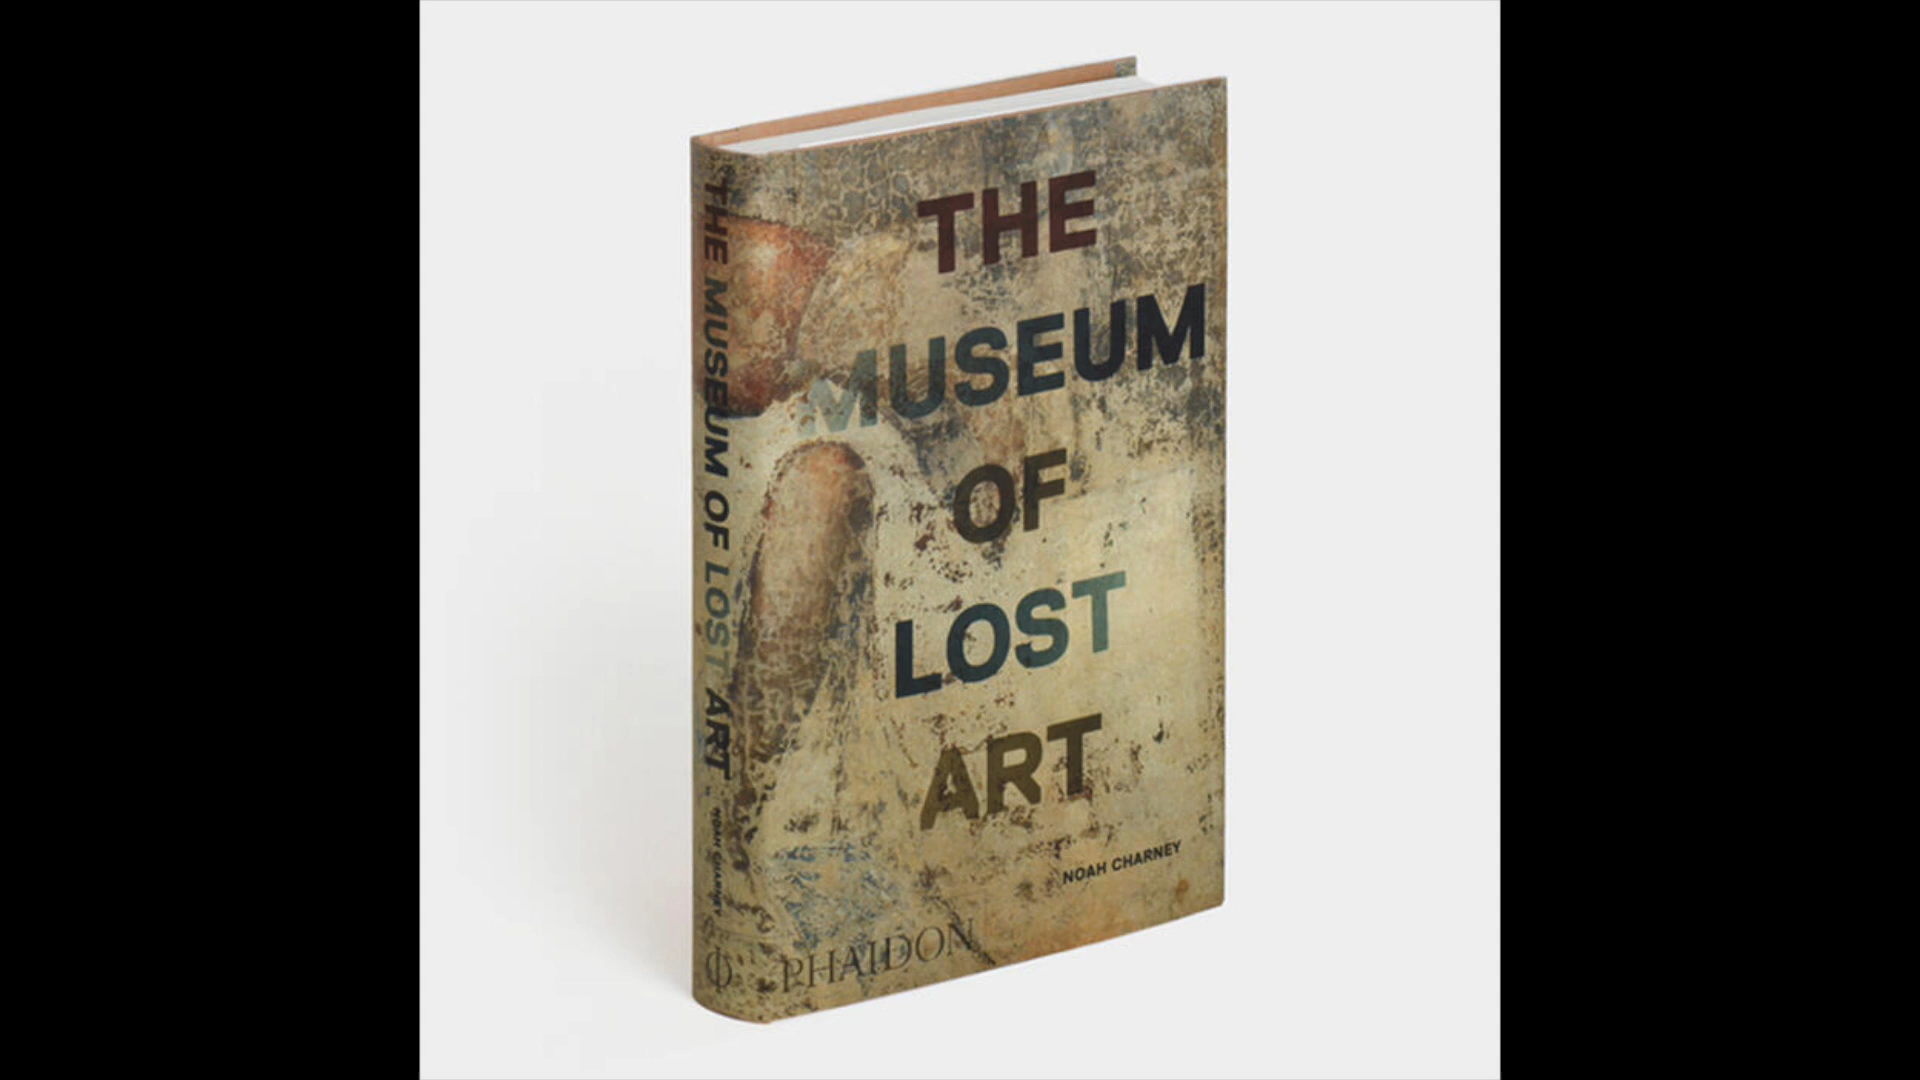 THE
MUSEUM
OF
LOST
ART
NOAH CHARNEY
PHAIDON
THE MUSEUM OF LOST ART
NOAH CHARNEY